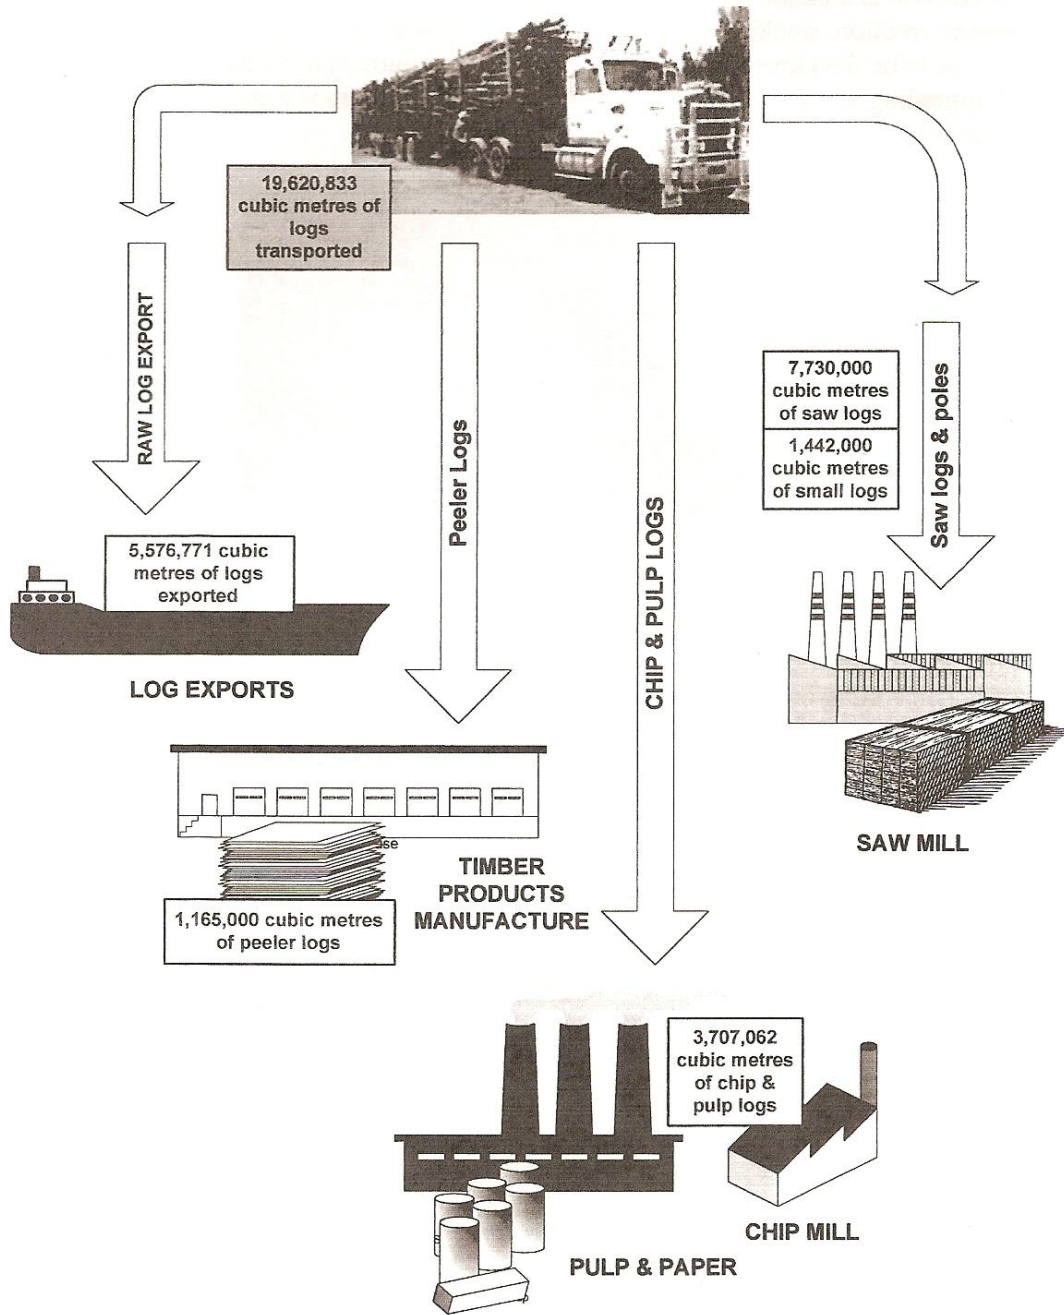 19,620,833
cubic metres of
logs
transported
RAW LOG EXPORT
Peeler Logs
CHIP & PULP LOGS
7,730,000
cubic metres
of saw logs
1,442,000
cubic metres
of small logs
Saw logs & poles
5,576,771 cubic
metres of logs
exported
LOG EXPORTS
SAW MILL
TIMBER
PRODUCTS
MANUFACTURE
1,165,000 cubic metres
of peeler logs
3,707,062
cubic metres
of chip &
pulp logs
CHIP MILL
PULP & PAPER